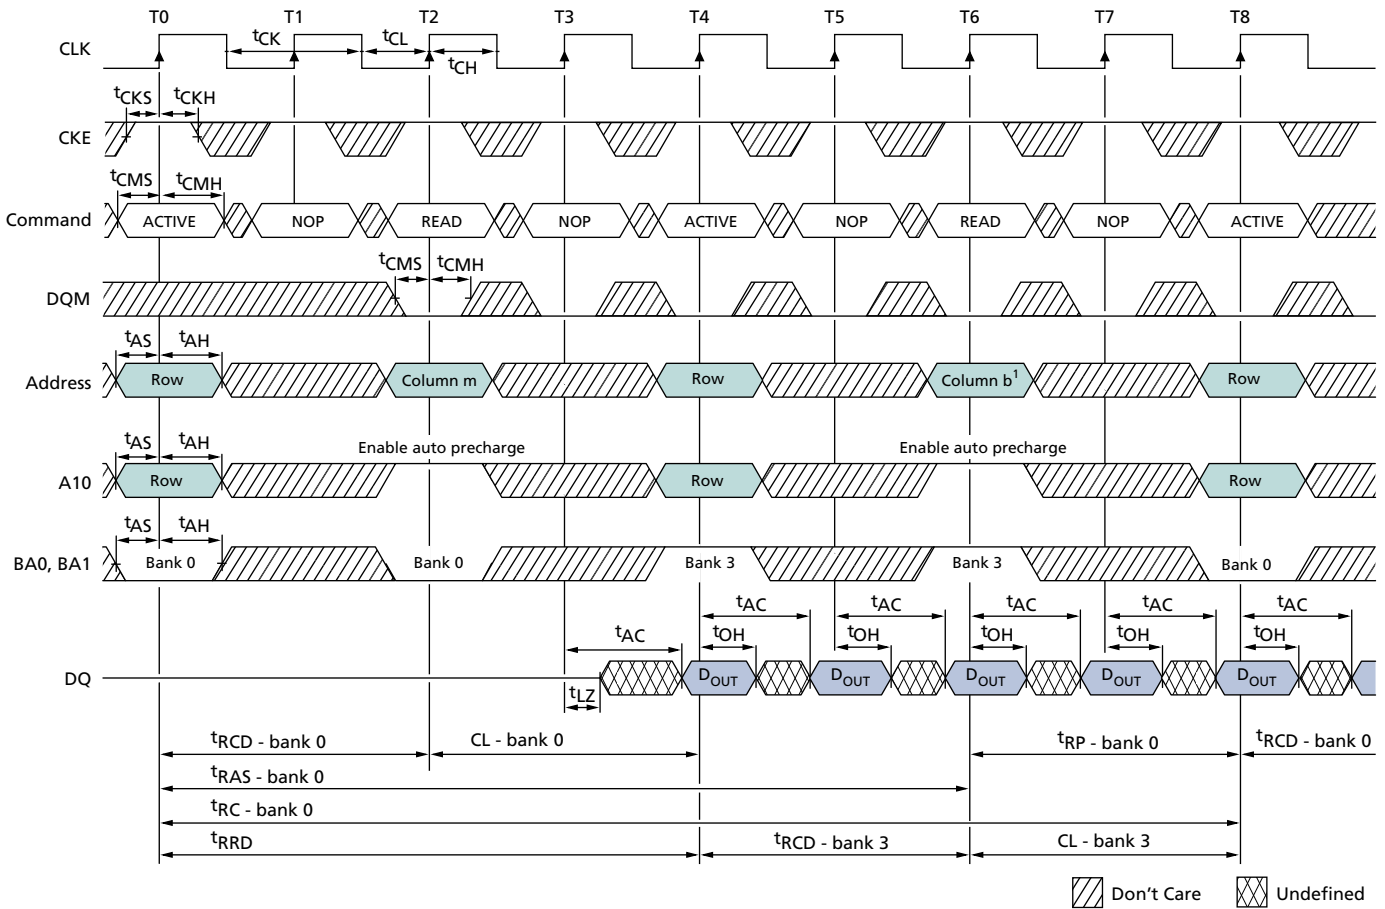 T0 T1 T2 T3 T4 T5 T6 T7 T8
CLK
tCK tCL
tCH
tCKS tCKH
CKE
tCMS tCMH
Command ACTIVE NOP READ NOP ACTIVE NOP READ NOP ACTIVE
tCMS tCMH
DQM
tAS tAH
Address Row Column m Row Column b1 Row
tAS tAH Enable auto precharge Enable auto precharge
A10 Row Row Row
tAS tAH
BA0, BA1 Bank 0 Bank 0 Bank 3 Bank 3 Bank 0
tAC tAC tAC tAC tAC
tAC tOH tOH tOH tOH tOH
DQ DOUT DOUT DOUT DOUT DOUT
tLZ
tRCD - bank 0 CL - bank 0 tRP - bank 0 tRCD - bank 0
tRAS - bank 0
tRC - bank 0
tRRD tRCD - bank 3 CL - bank 3
Don't Care Undefined